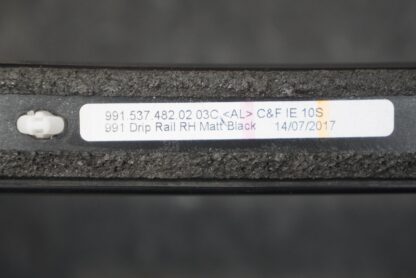 991.537.482.02 03C <AL> C&F IE 10S
991 Drip Rail RH Matt Black 14/07/2017